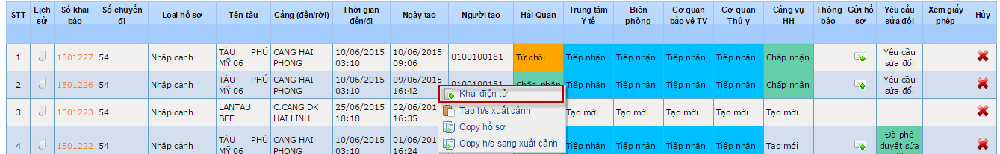 STT Lịch sử Số khai báo Số chuyến đi Loại hồ sơ Tên tàu Cảng (đến/rời) Thời gian đến/đi Ngày tạo Người tạo Hải Quan Trung tâm Y tế Biên phòng Cơ quan bảo vệ TV Cơ quan Thú y Cảng vụ HH Thông báo Gửi hồ sơ Yêu cầu sửa đổi Xem giấy phép Hủy
1 1501227 54 Nhập cảnh TÀU PHÚ MỸ 06 CANG HAI PHONG 10/06/2015 03:10 10/06/2015 09:06 0100100181 Từ chối Tiếp nhận Tiếp nhận Tiếp nhận Tiếp nhận Chấp nhận Yêu cầu sửa đổi
2 1501226 54 Nhập cảnh TÀU PHÚ MỸ 06 CANG HAI PHONG 10/06/2015 03:10 09/06/2015 16:42 0100100181 Chấp nhận Tiếp nhận Tiếp nhận Tiếp nhận Tiếp nhận Chấp nhận Yêu cầu sửa đổi
Khai điện tử
3 1501223 54 Nhập cảnh LANTAU BEE C.CANG DK HAI LINH 25/06/2015 18:18 02/06/201 16:35 Tạo mới Tạo mới Tạo mới Tạo mới Tạo mới
Tạo h/s xuất cảnh
Copy hồ sơ
4 1501222 54 Nhập cảnh TÀU PHÚ MỸ 06 CANG HAI PHONG 10/06/2015 03:10 01/06/201 16:24 Tiếp nhận Tiếp nhận Tiếp nhận Tiếp nhận Tạo mới Đã phê duyệt sửa
Copy h/s sang xuất cảnh